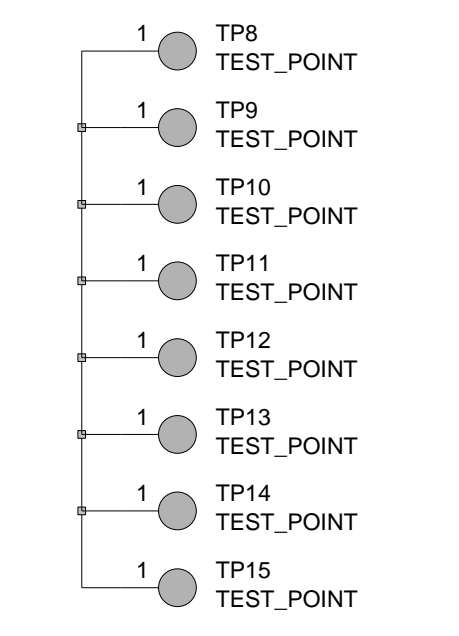 1 TP8
TEST_POINT
1 TP9
TEST_POINT
1 TP10
TEST_POINT
1 TP11
TEST_POINT
1 TP12
TEST_POINT
1 TP13
TEST_POINT
1 TP14
TEST_POINT
1 TP15
TEST_POINT